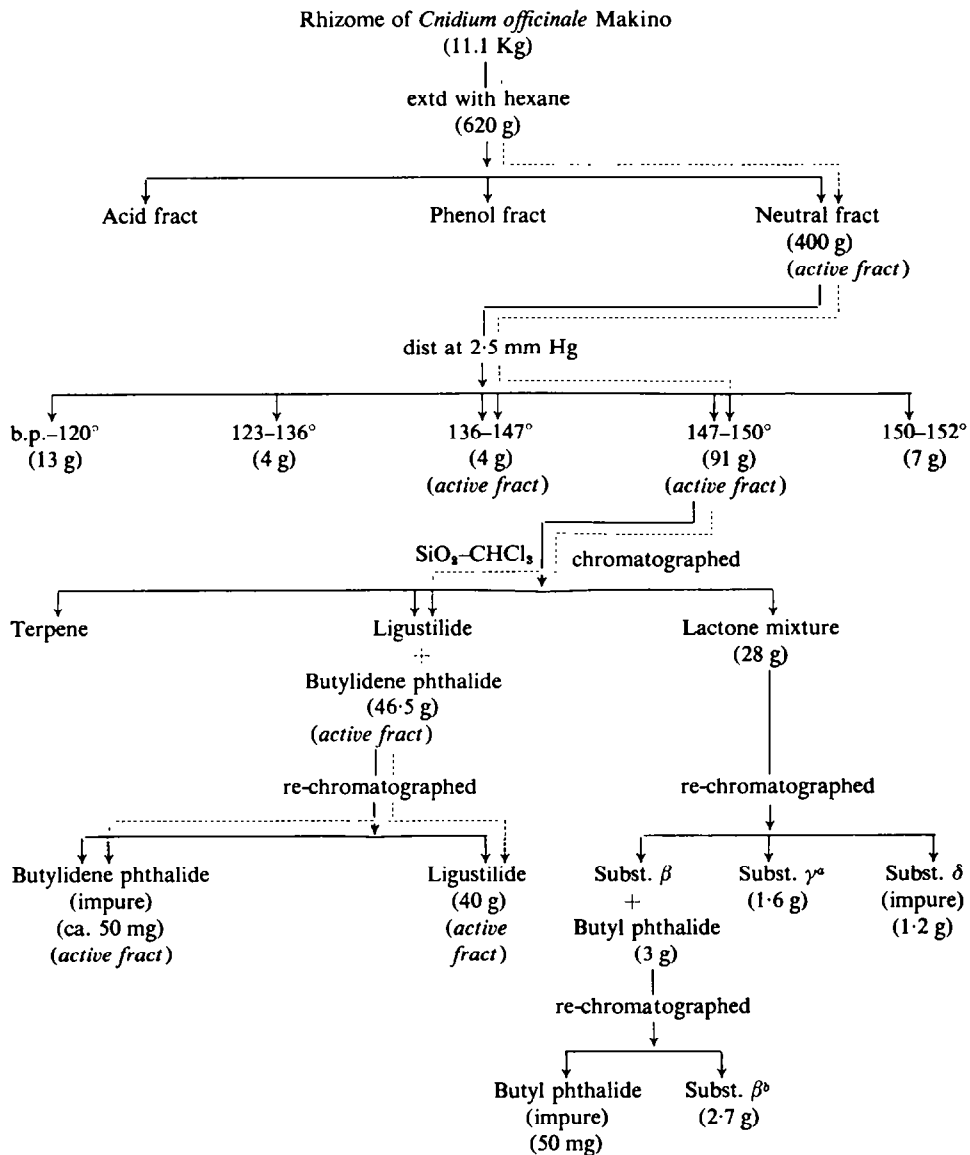 Rhizome of Cnidium officinale Makino
(11.1 Kg)
extd with hexane
(620 g)
Acid fract Phenol fract Neutral fract
(400 g)
(active fract)
dist at 2·5 mm Hg
b.p.–120° 123–136° 136–147° 147–150° 150–152°
(13 g) (4 g) (4 g) (91 g) (7 g)
(active fract) (active fract)
SiO₂–CHCl₃ chromatographed
Terpene Ligustilide Lactone mixture
+ (28 g)
Butylidene phthalide
(46·5 g)
(active fract)
re-chromatographed re-chromatographed
Butylidene phthalide Ligustilide Subst. β Subst. γᵃ Subst. δ
(impure) (40 g) + (1·6 g) (impure)
(ca. 50 mg) (active Butyl phthalide (1·2 g)
(active fract) fract) (3 g)
re-chromatographed
Butyl phthalide Subst. βᵇ
(impure) (2·7 g)
(50 mg)